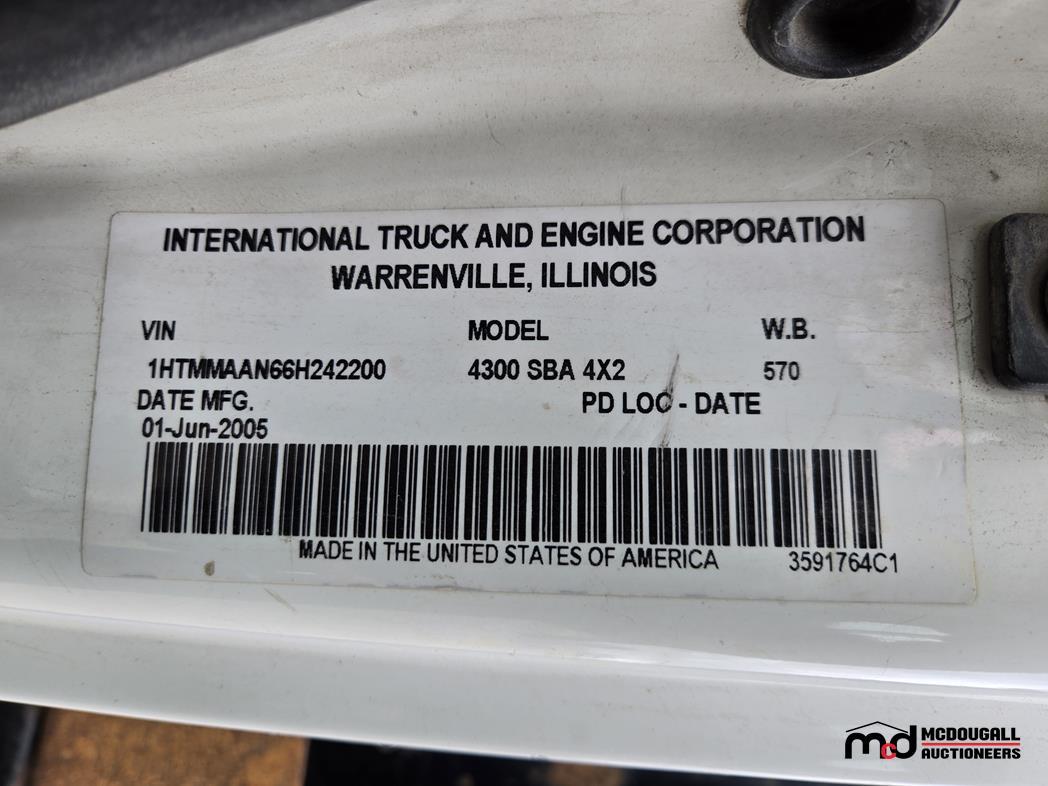 INTERNATIONAL TRUCK AND ENGINE CORPORATION
WARRENVILLE, ILLINOIS
VIN MODEL W.B.
1HTMMAAN66H242200 4300 SBA 4X2 570
DATE MFG. PD LOC - DATE
01-Jun-2005
MADE IN THE UNITED STATES OF AMERICA 3591764C1
mcd MCDOUGALL
AUCTIONEERS